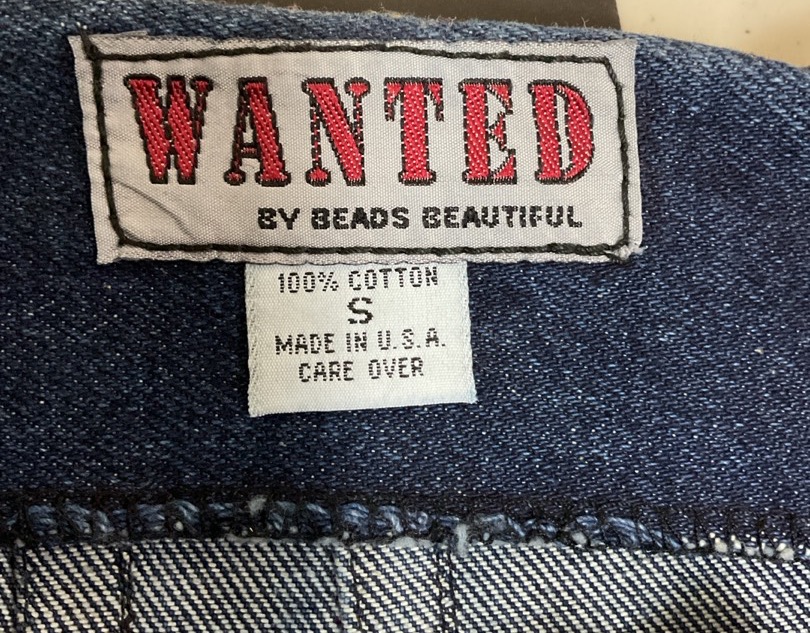 WANTED
BY BEADS BEAUTIFUL
100% COTTON
S
MADE IN U.S.A.
CARE OVER